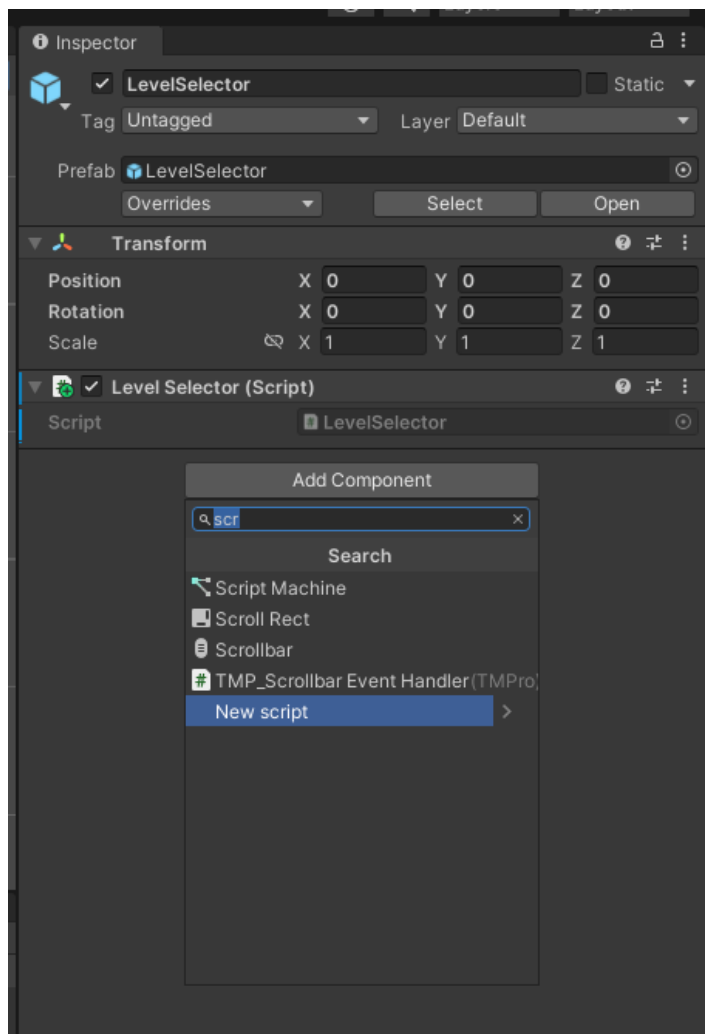 Inspector
LevelSelector
Static
Tag Untagged
Layer Default
Prefab LevelSelector
Overrides
Select
Open
Transform
Position X 0 Y 0 Z 0
Rotation X 0 Y 0 Z 0
Scale X 1 Y 1 Z 1
Level Selector (Script)
Script LevelSelector
Add Component
scr
Search
Script Machine
Scroll Rect
Scrollbar
TMP_Scrollbar Event Handler(TMPro)
New script